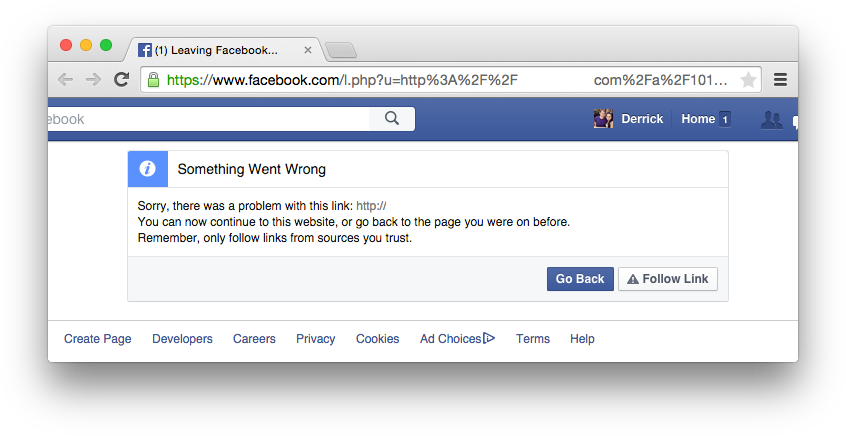 (1) Leaving Facebook...
https://www.facebook.com/l.php?u=http%3A%2F%2F com%2Fa%2F101...
ebook
Derrick
Home 1
Something Went Wrong
Sorry, there was a problem with this link: http://
You can now continue to this website, or go back to the page you were on before.
Remember, only follow links from sources you trust.
Go Back
Follow Link
Create Page Developers Careers Privacy Cookies Ad Choices Terms Help